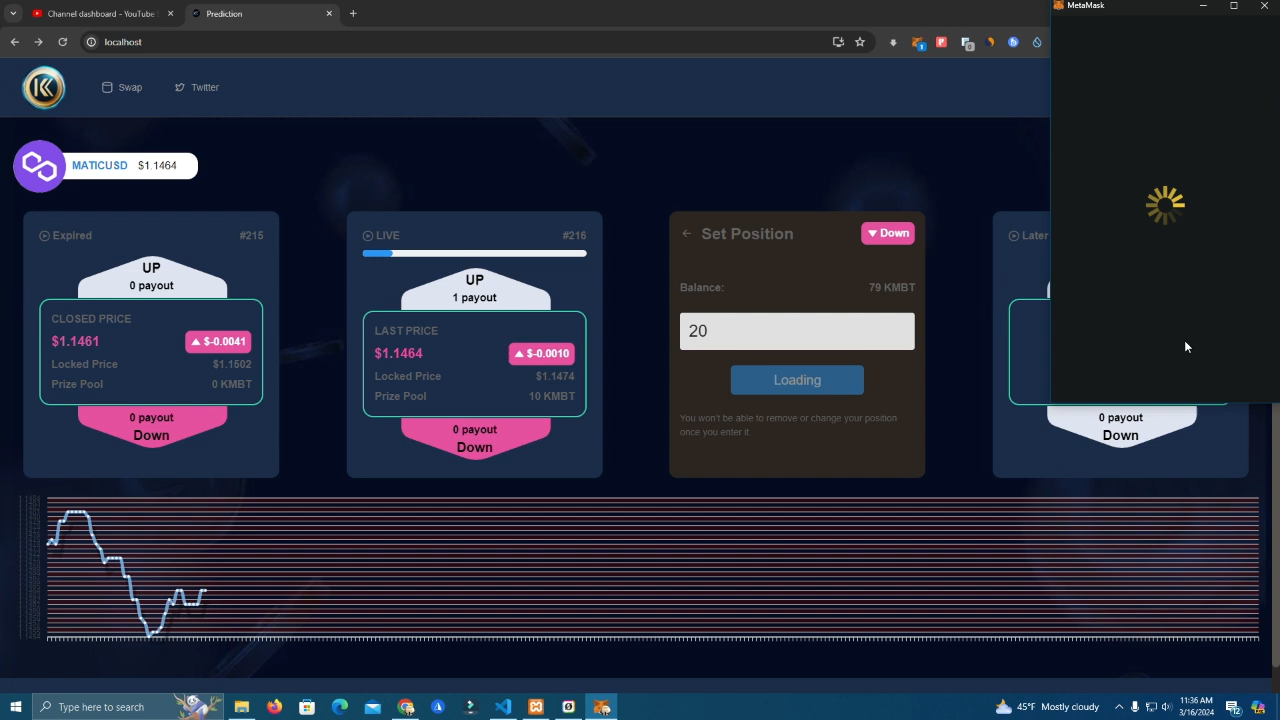 Channel dashboard - YouTube
Prediction
MetaMask
localhost
Swap
Twitter
MATICUSD $1.1464
Expired #215
UP
0 payout
CLOSED PRICE
$1.1461 $-0.0041
Locked Price $1.1502
Prize Pool 0 KMBT
0 payout
Down
LIVE #216
UP
1 payout
LAST PRICE
$1.1464 $-0.0010
Locked Price $1.1474
Prize Pool 10 KMBT
0 payout
Down
Set Position Down
Balance: 79 KMBT
20
Loading
You won't be able to remove or change your position
once you enter it
Later
0 payout
Down
Type here to search
45°F Mostly cloudy
11:36 AM
3/16/2024